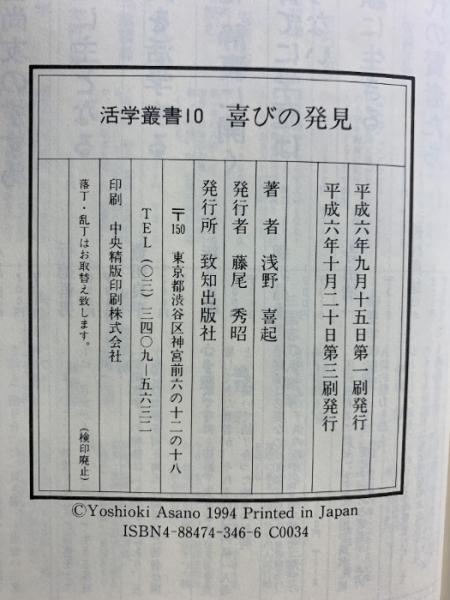 活学叢書10 喜びの発見
平成六年九月十五日第一刷発行
平成六年十月二十日第三刷発行
著者 浅野 喜起
発行者 藤尾 秀昭
発行所 致知出版社
〒150 東京都渋谷区神宮前六の十二の十八
TEL(〇三)三四〇九―五六三二
印刷 中央精版印刷株式会社
落丁・乱丁はお取替え致します。 (検印廃止)
©Yoshioki Asano 1994 Printed in Japan
ISBN4-88474-346-6 C0034